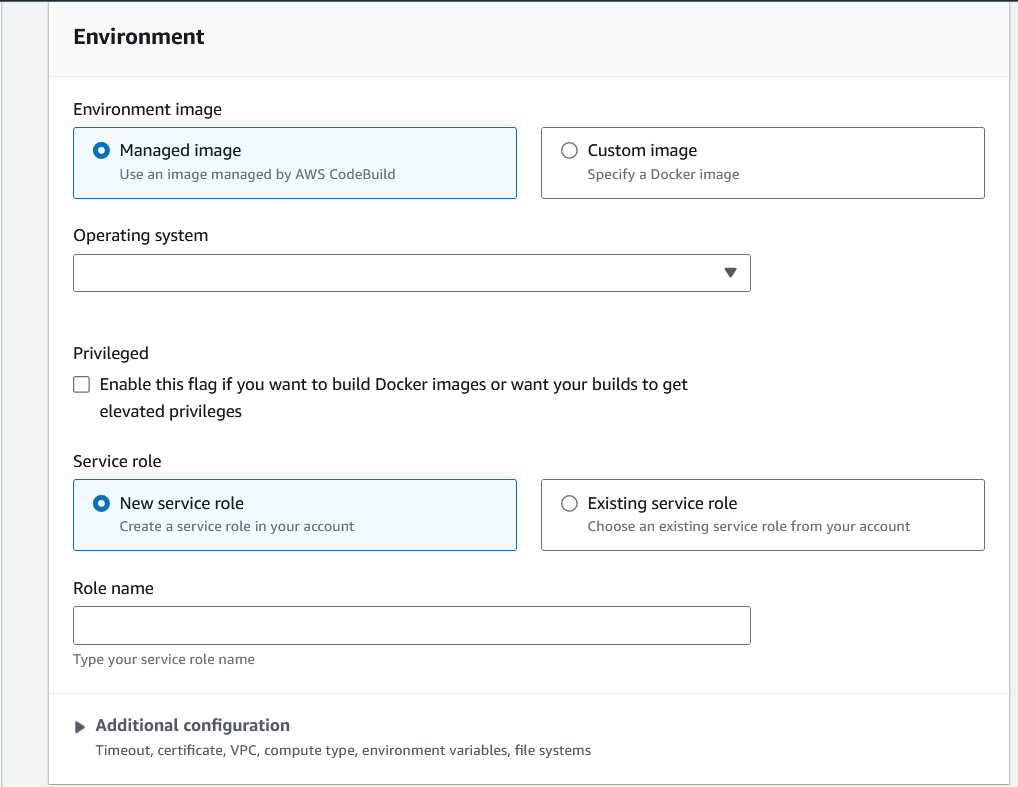 Environment
Environment image
Managed image
Use an image managed by AWS CodeBuild
Custom image
Specify a Docker image
Operating system
Privileged
Enable this flag if you want to build Docker images or want your builds to get
elevated privileges
Service role
New service role
Create a service role in your account
Existing service role
Choose an existing service role from your account
Role name
Type your service role name
Additional configuration
Timeout, certificate, VPC, compute type, environment variables, file systems